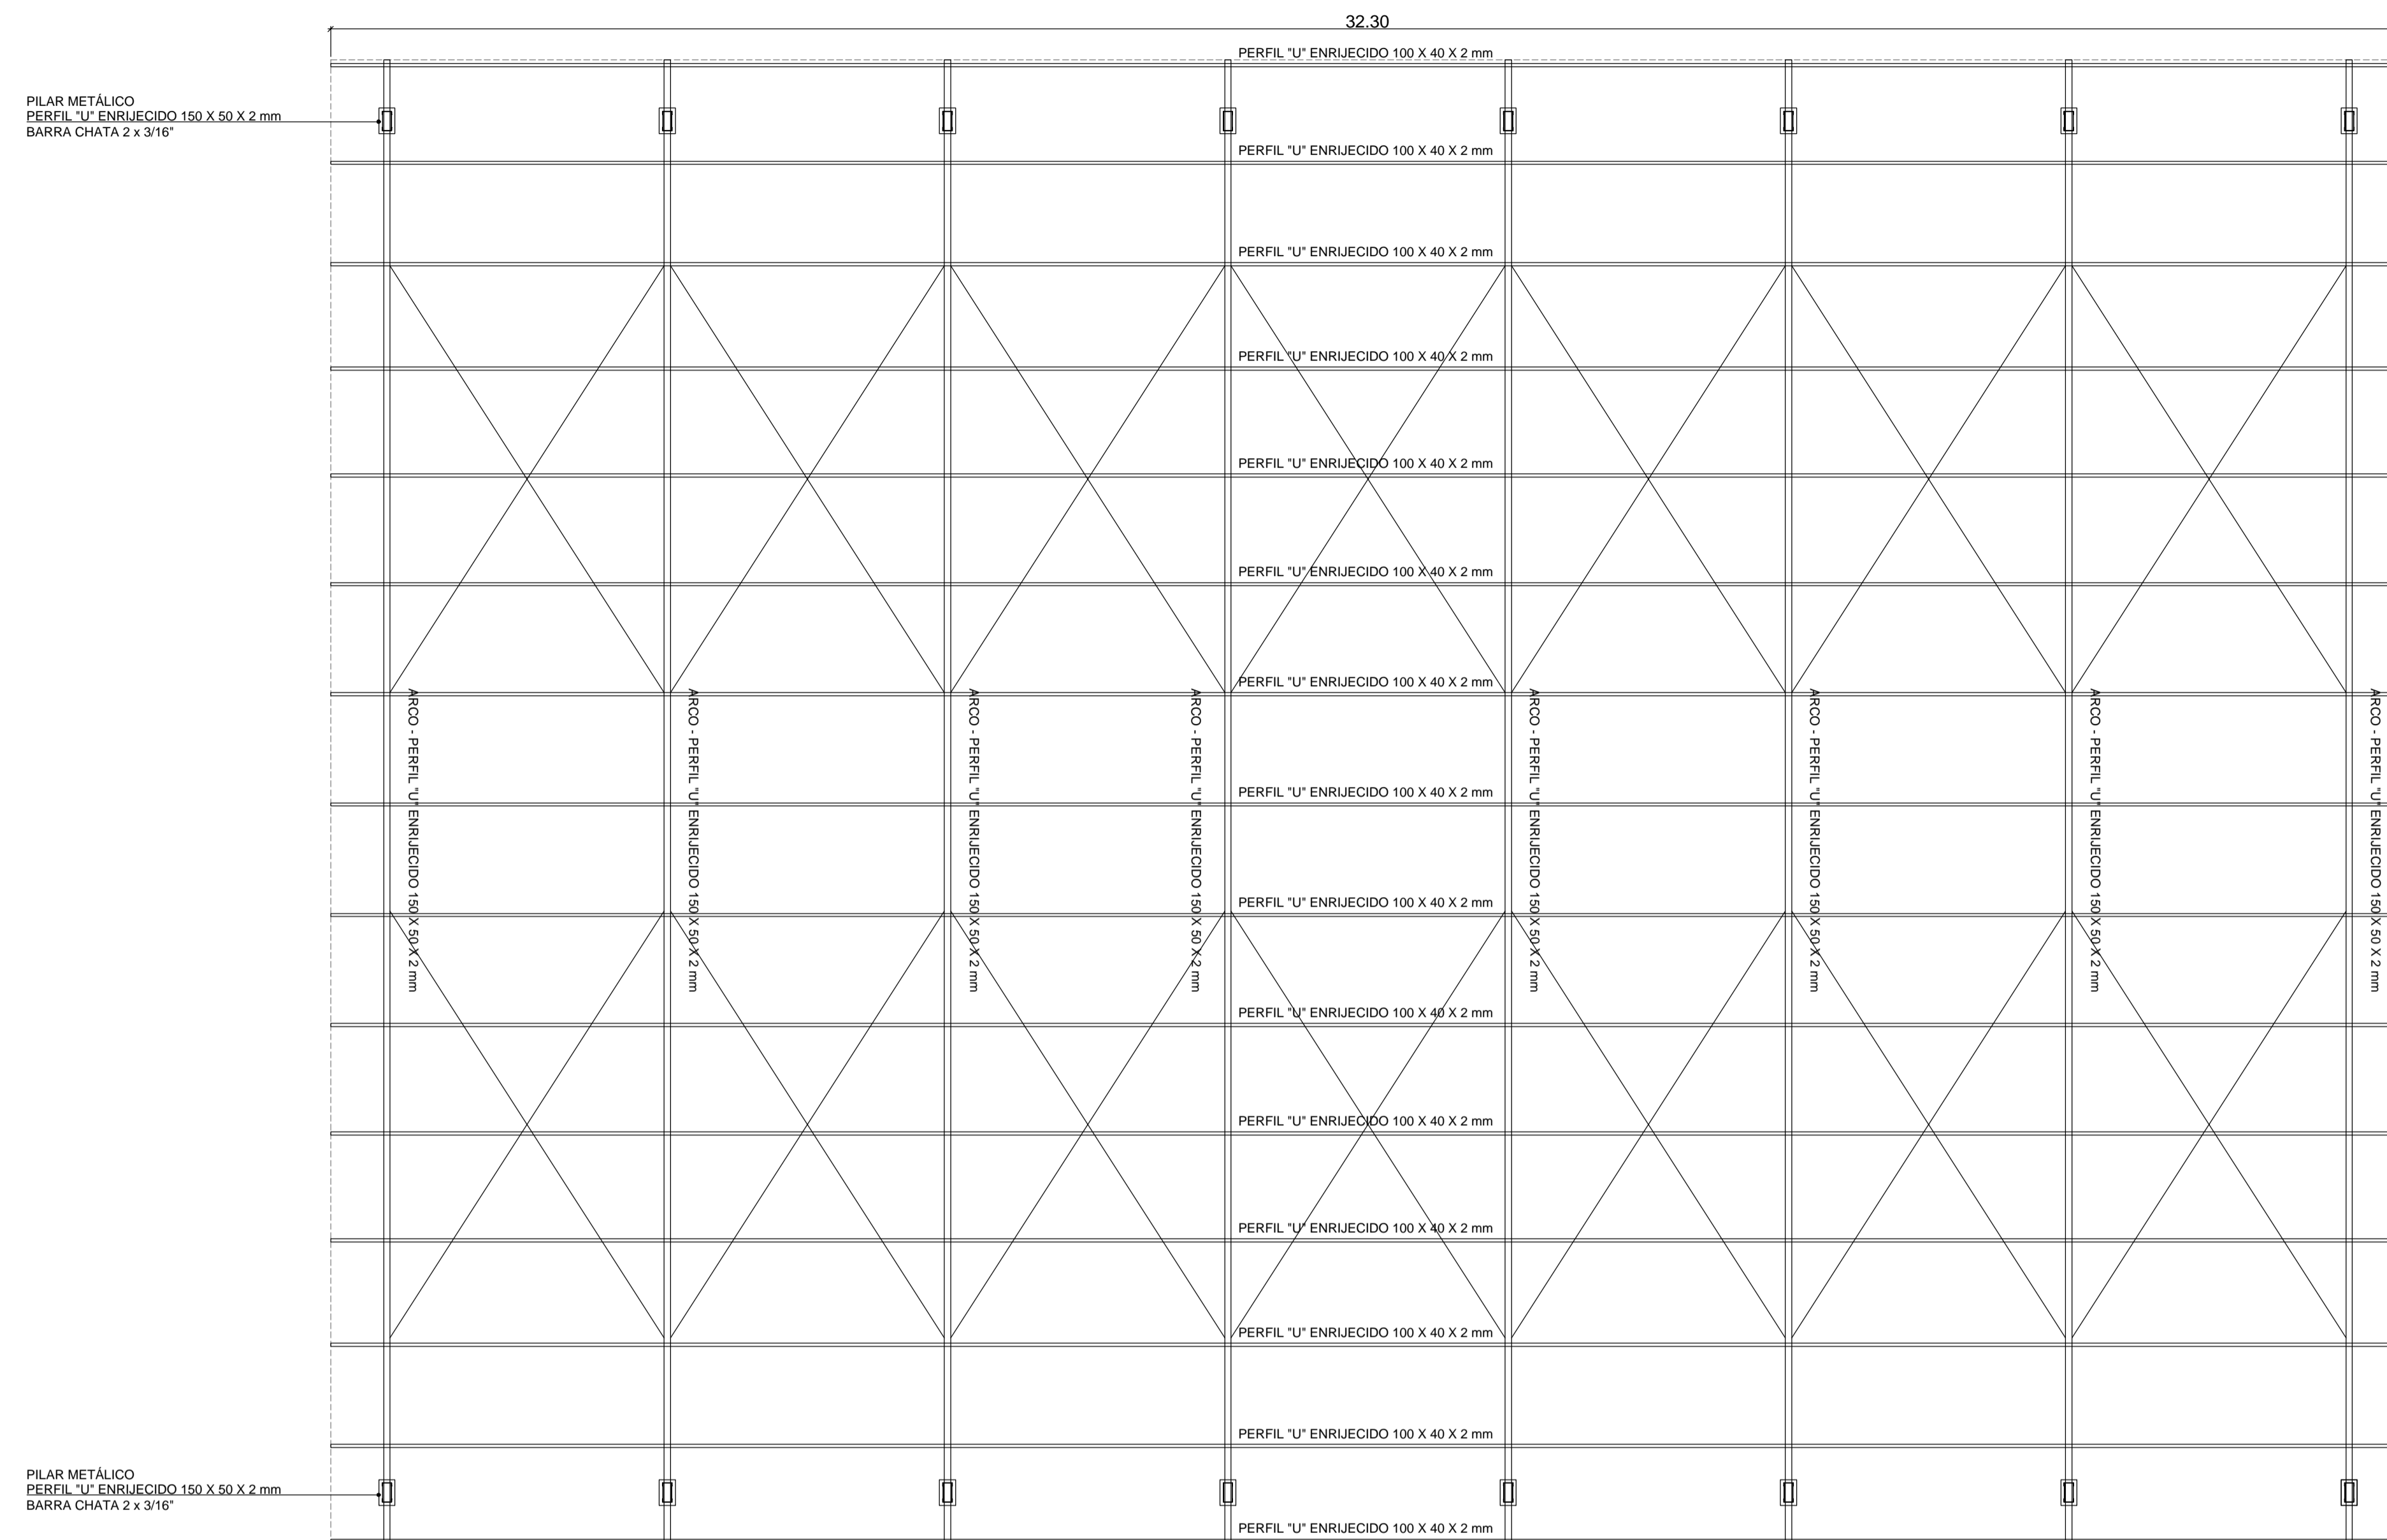 32.30
PERFIL "U" ENRIJECIDO 100 X 40 X 2 mm
PILAR METÁLICO
PERFIL "U" ENRIJECIDO 150 X 50 X 2 mm
BARRA CHATA 2 x 3/16"
PERFIL "U" ENRIJECIDO 100 X 40 X 2 mm
PERFIL "U" ENRIJECIDO 100 X 40 X 2 mm
PERFIL "U" ENRIJECIDO 100 X 40 X 2 mm
PERFIL "U" ENRIJECIDO 100 X 40 X 2 mm
PERFIL "U" ENRIJECIDO 100 X 40 X 2 mm
PERFIL "U" ENRIJECIDO 100 X 40 X 2 mm
ARCO - PERFIL "U" ENRIJECIDO 150 X 50 X 2 mm
ARCO - PERFIL "U" ENRIJECIDO 150 X 50 X 2 mm
ARCO - PERFIL "U" ENRIJECIDO 150 X 50 X 2 mm
ARCO - PERFIL "U" ENRIJECIDO 150 X 50 X 2 mm
ARCO - PERFIL "U" ENRIJECIDO 150 X 50 X 2 mm
ARCO - PERFIL "U" ENRIJECIDO 150 X 50 X 2 mm
ARCO - PERFIL "U" ENRIJECIDO 150 X 50 X 2 mm
ARCO - PERFIL "U" ENRIJECIDO 150 X 50 X 2 mm
PERFIL "U" ENRIJECIDO 100 X 40 X 2 mm
PERFIL "U" ENRIJECIDO 100 X 40 X 2 mm
PERFIL "U" ENRIJECIDO 100 X 40 X 2 mm
PERFIL "U" ENRIJECIDO 100 X 40 X 2 mm
PERFIL "U" ENRIJECIDO 100 X 40 X 2 mm
PERFIL "U" ENRIJECIDO 100 X 40 X 2 mm
PERFIL "U" ENRIJECIDO 100 X 40 X 2 mm
PILAR METÁLICO
PERFIL "U" ENRIJECIDO 150 X 50 X 2 mm
BARRA CHATA 2 x 3/16"
PERFIL "U" ENRIJECIDO 100 X 40 X 2 mm